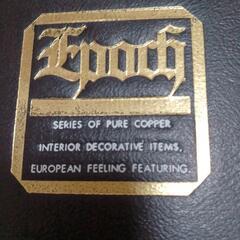 Epoch
SERIES OF PURE COPPER
INTERIOR DECORATIVE ITEMS,
EUROPEAN FEELING FEATURING.